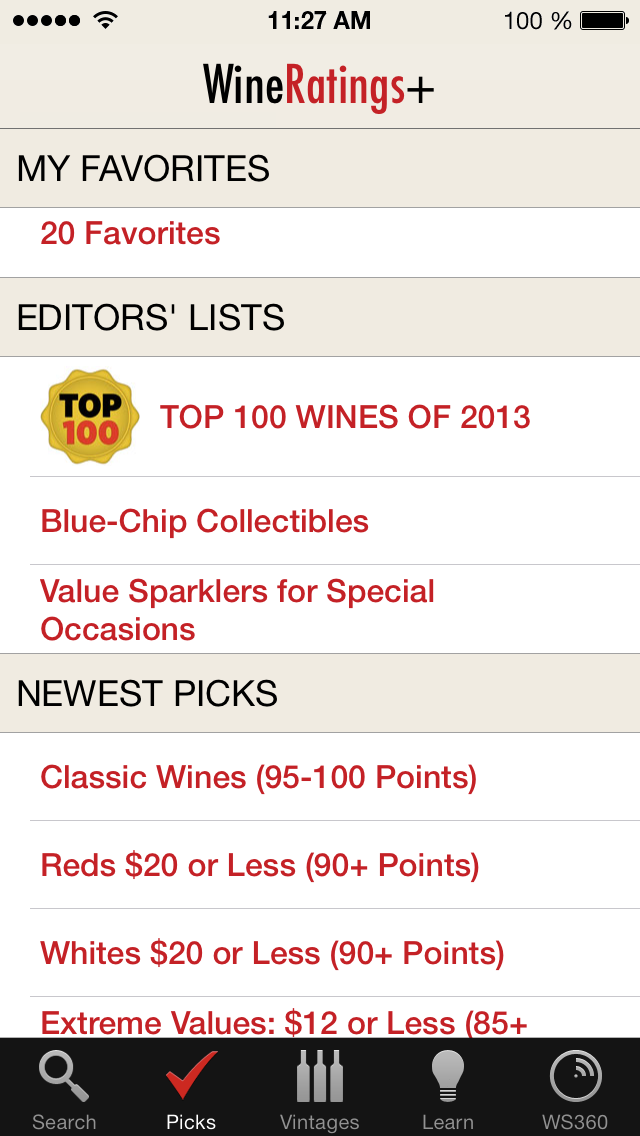 11:27 AM
100 %
WineRatings+
MY FAVORITES
20 Favorites
EDITORS' LISTS
TOP
100
TOP 100 WINES OF 2013
Blue-Chip Collectibles
Value Sparklers for Special
Occasions
NEWEST PICKS
Classic Wines (95-100 Points)
Reds $20 or Less (90+ Points)
Whites $20 or Less (90+ Points)
Extreme Values: $12 or Less (85+
Search
Picks
Vintages
Learn
WS360